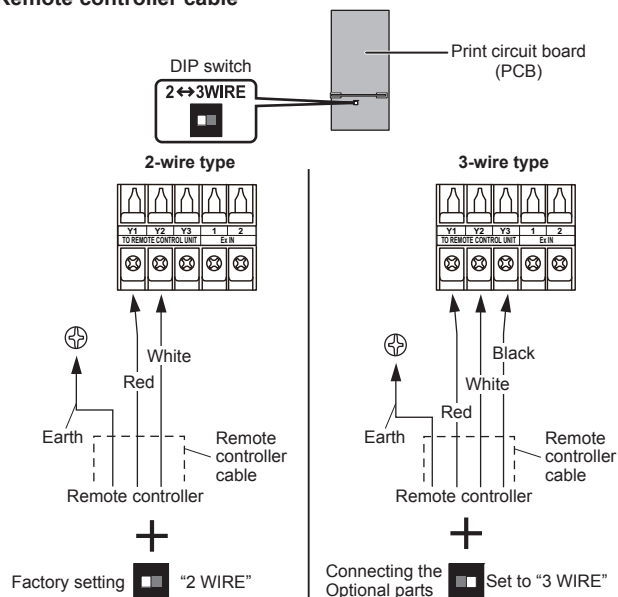 Remote controller cable
Print circuit board
(PCB)
DIP switch
2↔3WIRE
2-wire type
Y1 Y2 Y3 1 2
TO REMOTE CONTROL UNIT Ex IN
White
Red
Earth
Remote
controller
cable
Remote controller
+
Factory setting "2 WIRE"
3-wire type
Y1 Y2 Y3 1 2
TO REMOTE CONTROL UNIT Ex IN
Black
White
Red
Earth
Remote
controller
cable
Remote controller
+
Connecting the
Optional parts Set to "3 WIRE"